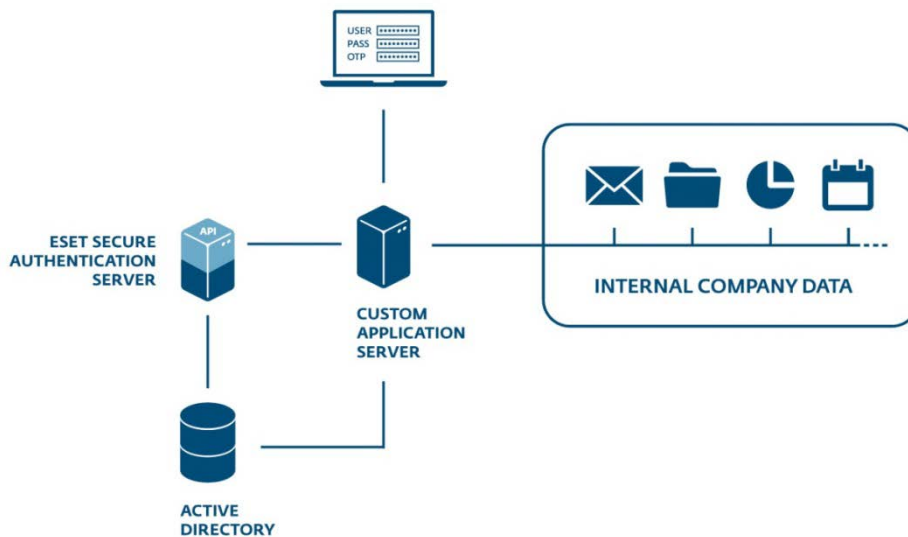 USER ●●●●●●●●●
PASS ●●●●●●●●●
OTP ●●●●●●●●●
API
ESET SECURE
AUTHENTICATION
SERVER
CUSTOM
APPLICATION
SERVER
INTERNAL COMPANY DATA
ACTIVE
DIRECTORY